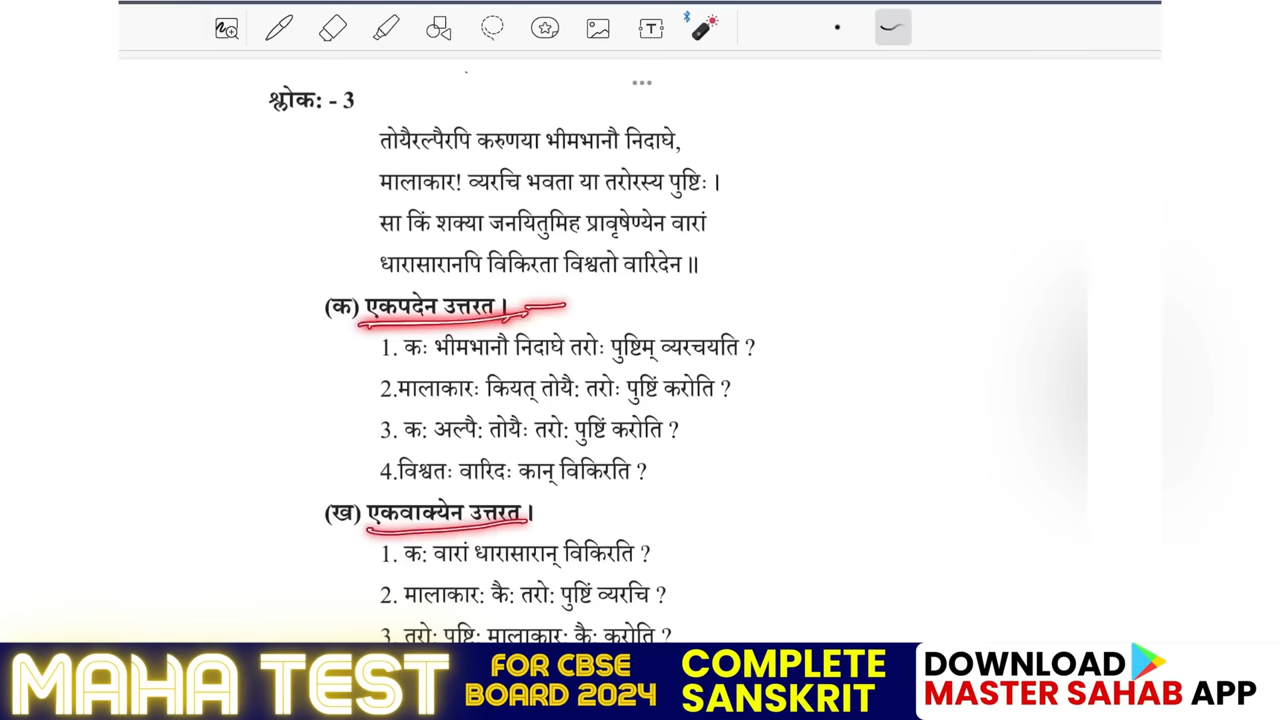 श्लोक: - 3
तोयैरल्पैरपि करुणया भीमभानौ निदाघे,
मालाकार! व्यरचि भवता या तरोरस्य पुष्टिः ।
सा किं शक्या जनयितुमिह प्रावृषेण्येन वारां
धारासारानपि विकिरता विश्वतो वारिदेन ॥
(क) एकपदेन उत्तरत ।
1. कः भीमभानौ निदाघे तरोः पुष्टिम् व्यरचयति ?
2.मालाकारः कियत् तोयै: तरोः पुष्टिं करोति ?
3. क: अल्पै: तोयैः तरो: पुष्टिं करोति ?
4.विश्वतः वारिदः कान् विकिरति ?
(ख) एकवाक्येन उत्तरत ।
1. क: वारां धारासारान् विकिरति ?
2. मालाकार: कै: तरो: पुष्टिं व्यरचि ?
3. तरो: पुष्टि: मालाकार: कै: करोति ?
MAHA TEST
FOR CBSE
BOARD 2024
COMPLETE
SANSKRIT
DOWNLOAD
MASTER SAHAB APP